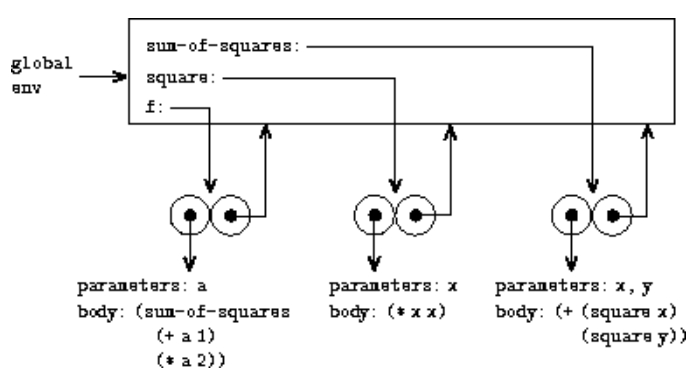 sum-of-squares:
global
env
square:
f:
parameters: a
body: (sum-of-squares
(+ a 1)
(* a 2))
parameters: x
body: (* x x)
parameters: x, y
body: (+ (square x)
(square y))